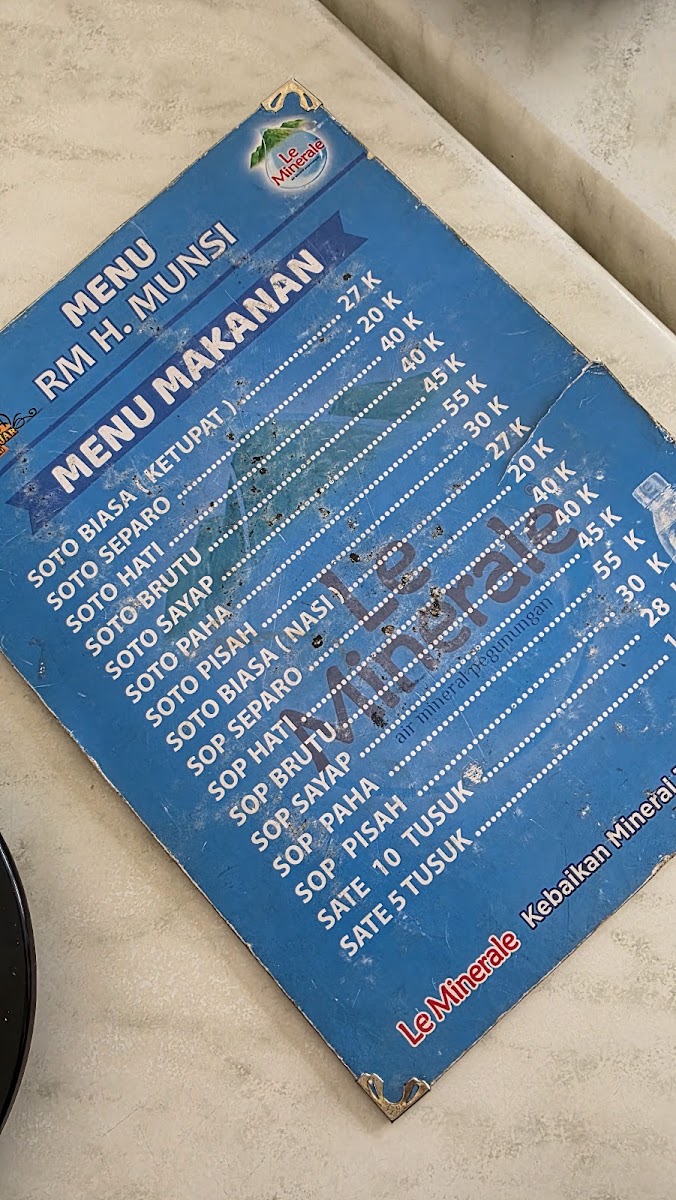 Le Minerale
MENU
RM H. MUNSI
MENU MAKANAN
SOTO BIASA ( KETUPAT ) .................... 27 K
SOTO SEPARO .................... 20 K
SOTO HATI .................... 40 K
SOTO BRUTU .................... 40 K
SOTO SAYAP .................... 45 K
SOTO PAHA .................... 55 K
SOTO PISAH .................... 30 K
SOTO BIASA ( NASI ) .................... 27 K
SOP SEPARO .................... 20 K
SOP HATI .................... 40 K
SOP BRUTU .................... 40 K
SOP SAYAP .................... 45 K
SOP PAHA .................... 55 K
SOP PISAH .................... 30 K
SATE 10 TUSUK .................... 28
SATE 5 TUSUK ....................
Le
Minerale
air mineral pegunungan
Le Minerale Kebaikan Mineral